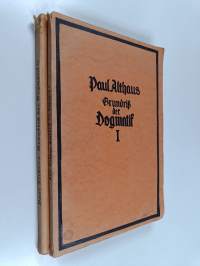 Paul Althaus
Grundriß
der
Dogmatik
I